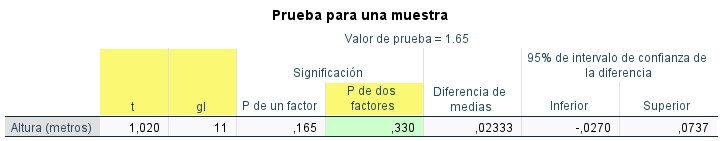 Prueba para una muestra
Valor de prueba = 1.65
Significación
95% de intervalo de confianza de
la diferencia
t
gl
P de un factor
P de dos
factores
Diferencia de
medias
Inferior
Superior
Altura (metros) 1,020 11 ,165 ,330 ,02333 -,0270 ,0737